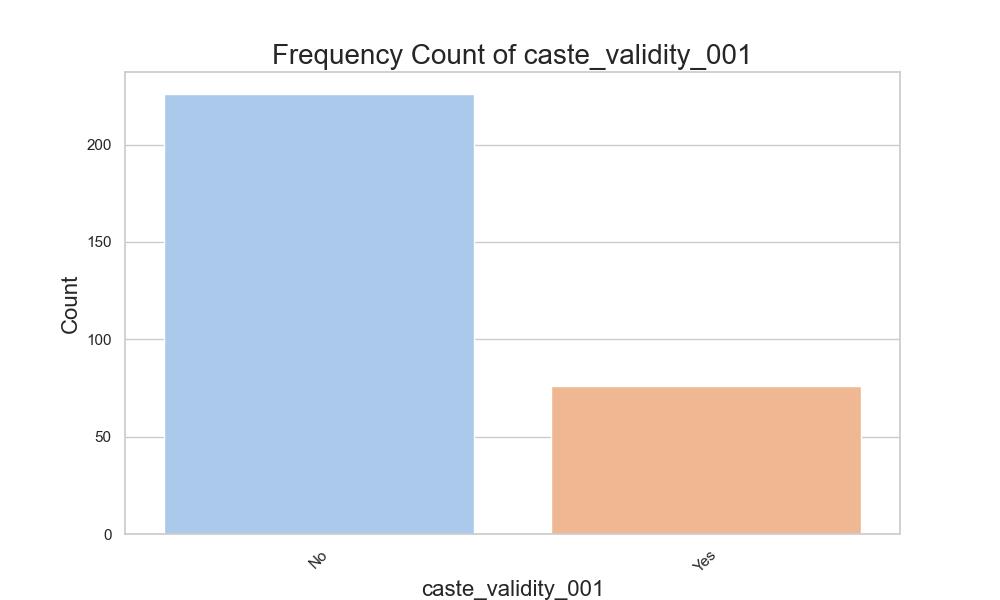 Frequency Count of caste_validity_001
200
150
100
50
0
Count
No
Yes
caste_validity_001